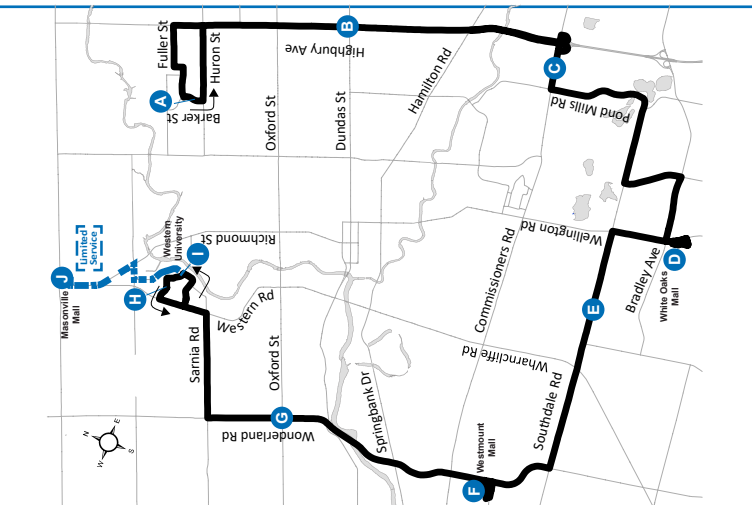 Fuller St
Huron St
A
Barker St
B
Highbury Ave
Hamilton Rd
C
Pond Mills Rd
Oxford St
Dundas St
Limited
Service
Western
University
Richmond St
I
J
Masonville
Mall
H
Western Rd
Sarnia Rd
Commissioners Rd
Wellington Rd
Bradley Ave
D
White Oaks
Mall
E
Wharncliffe Rd
Oxford St
G
Wonderland Rd
Springbank Dr
Southdale Rd
Westmount
Mall
F
N
E
S
W